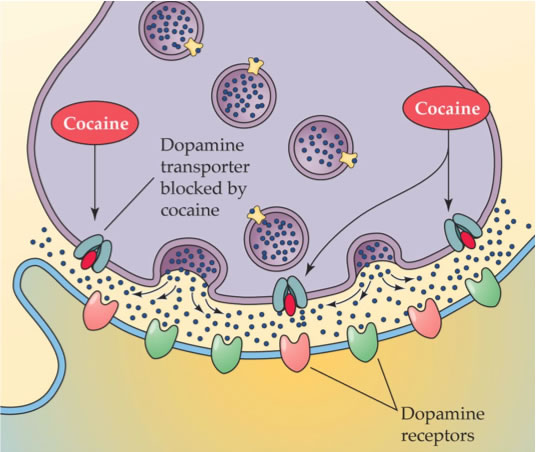 Cocaine
Cocaine
Dopamine
transporter
blocked by
cocaine
Dopamine
receptors